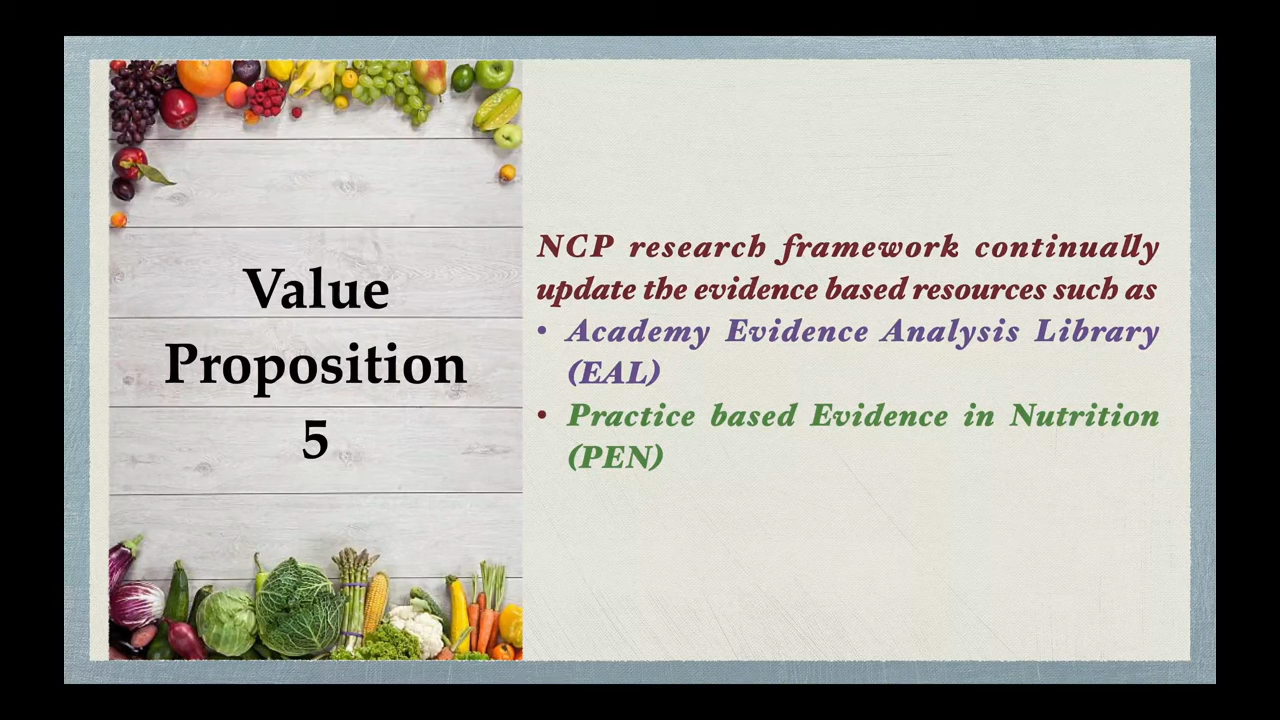 Value
Proposition
5
NCP research framework continually
update the evidence based resources such as
• Academy Evidence Analysis Library
(EAL)
• Practice based Evidence in Nutrition
(PEN)